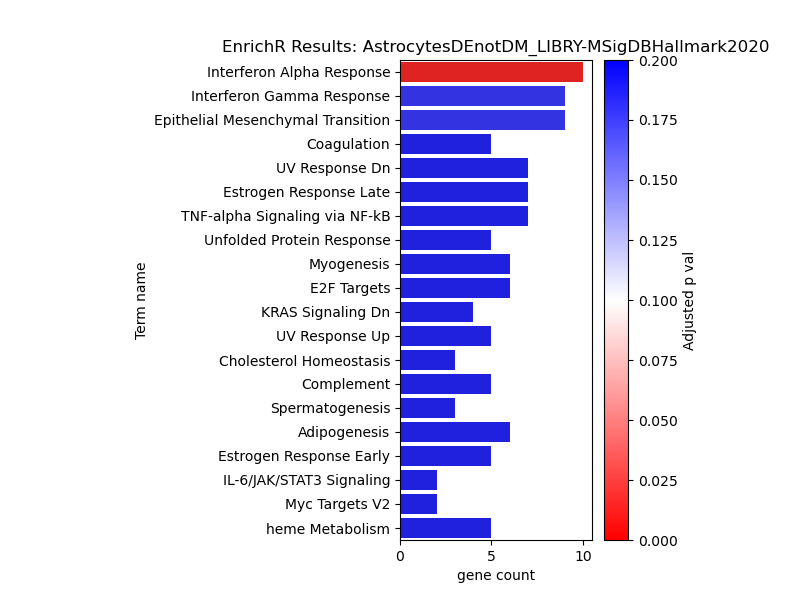 EnrichR Results: AstrocytesDEnotDM_LIBRY-MSigDBHallmark2020
Term name
Interferon Alpha Response
Interferon Gamma Response
Epithelial Mesenchymal Transition
Coagulation
UV Response Dn
Estrogen Response Late
TNF-alpha Signaling via NF-kB
Unfolded Protein Response
Myogenesis
E2F Targets
KRAS Signaling Dn
UV Response Up
Cholesterol Homeostasis
Complement
Spermatogenesis
Adipogenesis
Estrogen Response Early
IL-6/JAK/STAT3 Signaling
Myc Targets V2
heme Metabolism
0 5 10
gene count
0.200
0.175
0.150
0.125
0.100
0.075
0.050
0.025
0.000
Adjusted p val